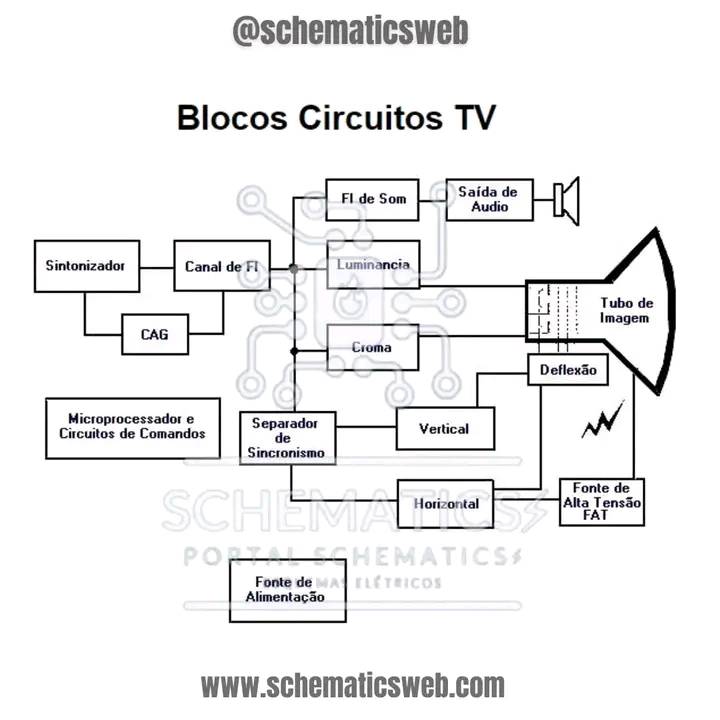 @schematicsweb
Blocos Circuitos TV
FI de Som
Saída de
Audio
Sintonizador
Canal de FI
Luminancia
CAG
Croma
Tubo de
Imagem
Deflexão
Microprocessador e
Circuitos de Comandos
Separador
de
Sincronismo
Vertical
Horizontal
Fonte de
Alta Tensão
FAT
SCHEMATICS
PORTAL SCHEMATICS
ELÉTRICOS
Fonte de
Alimentação
www.schematicsweb.com